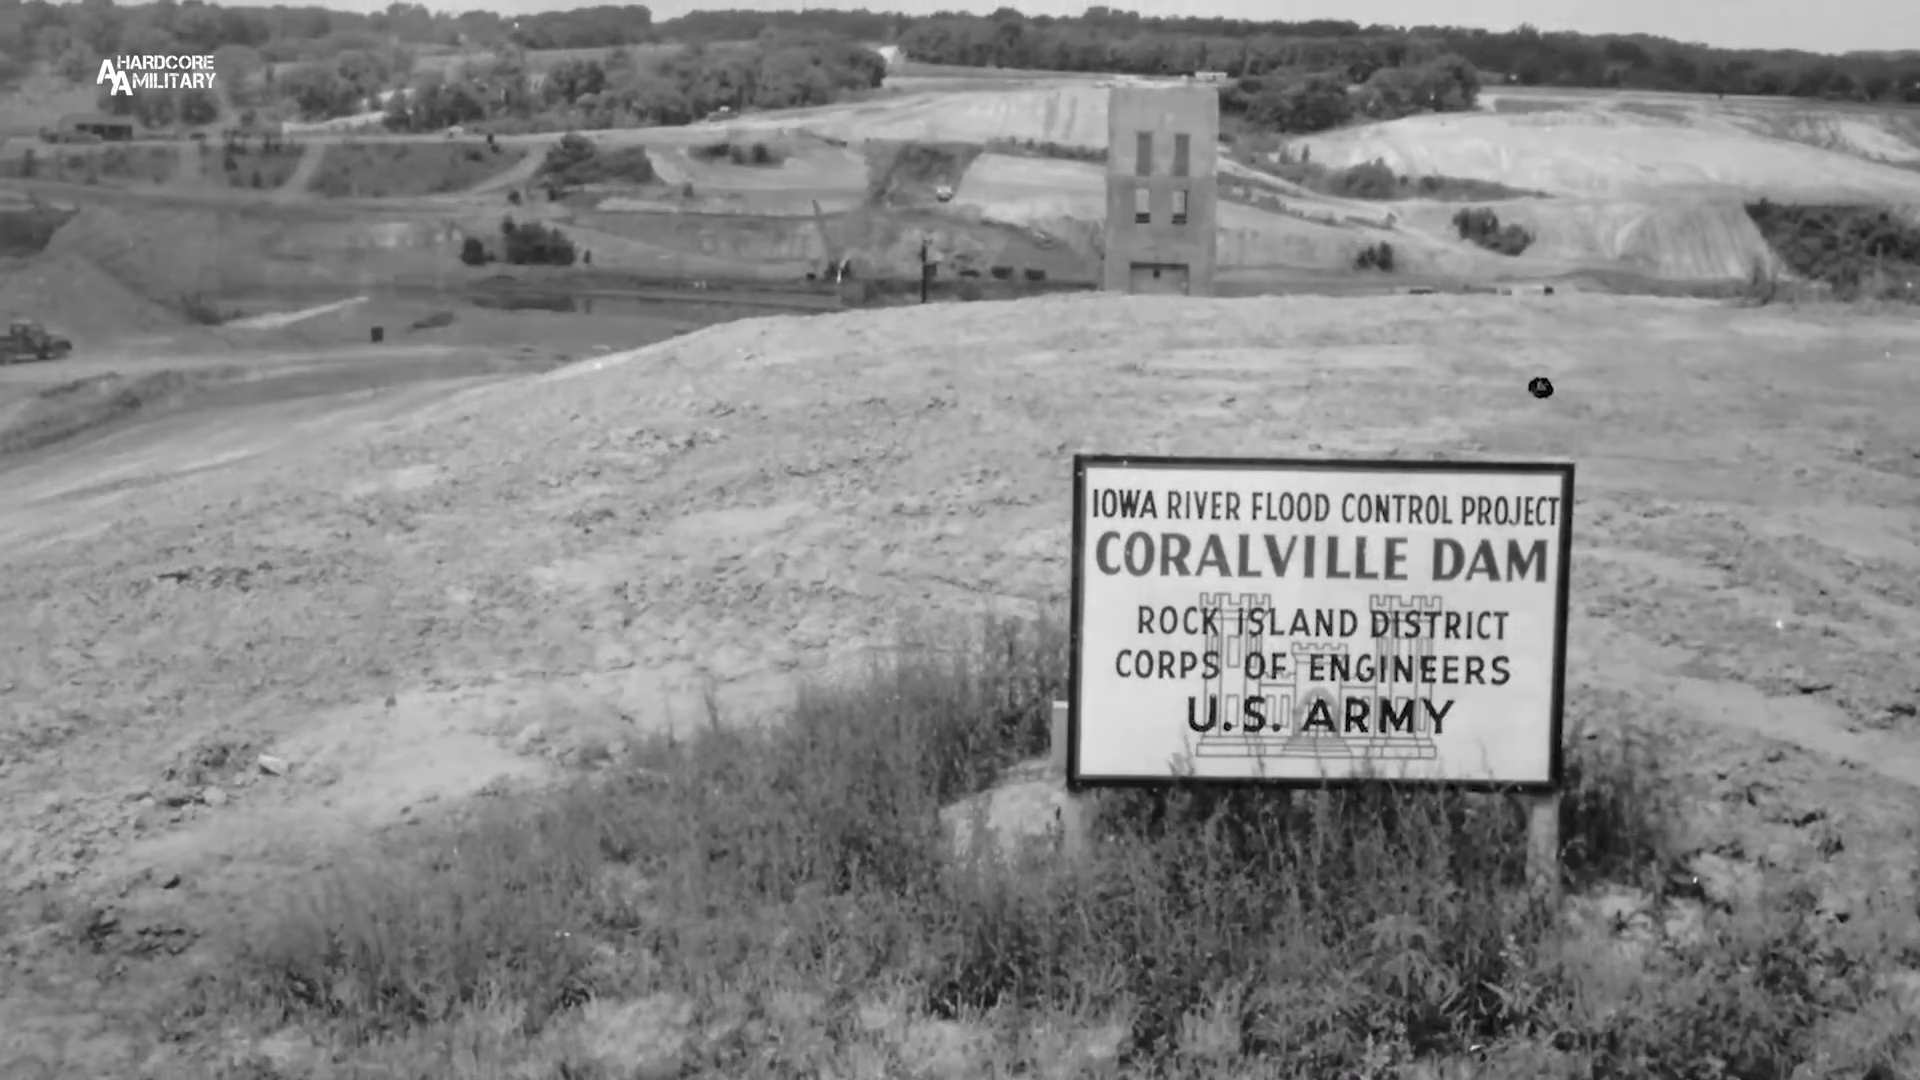 HARDCORE
MILITARY
IOWA RIVER FLOOD CONTROL PROJECT
CORALVILLE DAM
ROCK ISLAND DISTRICT
CORPS OF ENGINEERS
U.S. ARMY